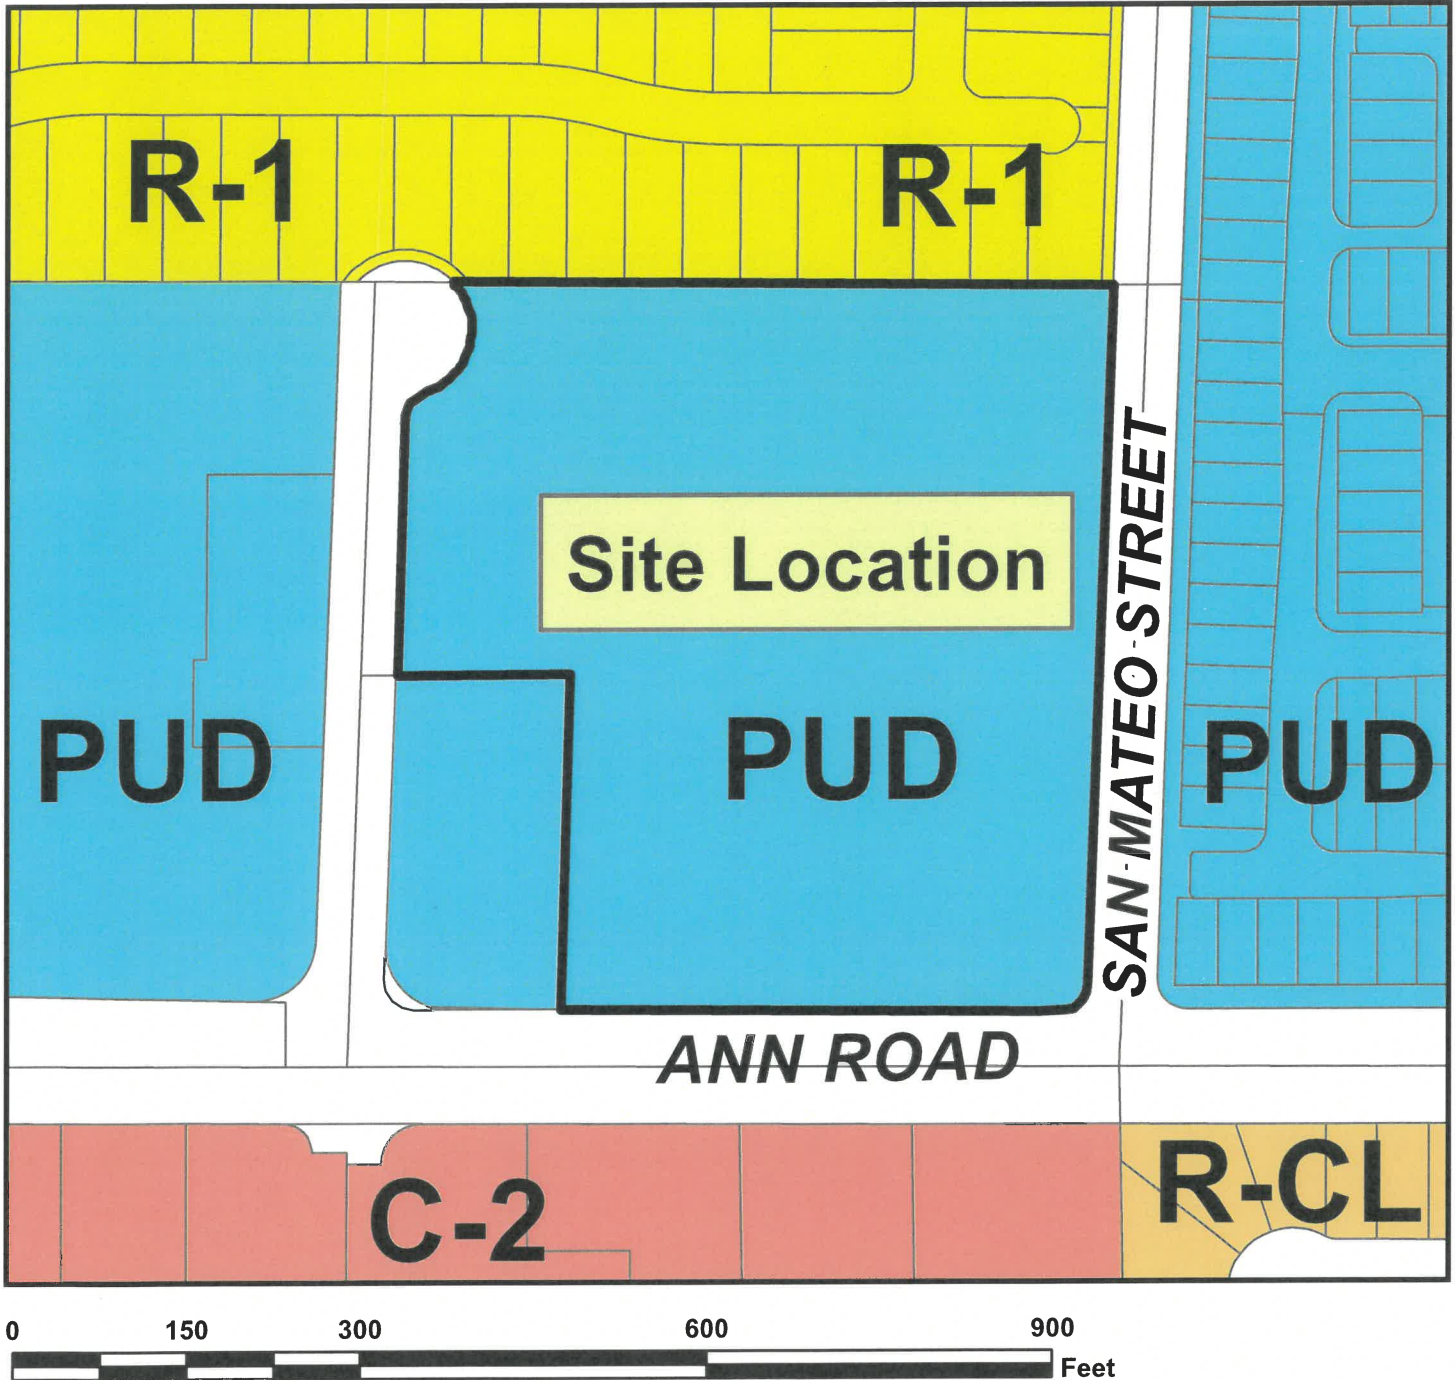 R-1
R-1
Site Location
SAN MATEO STREET
PUD
PUD
PUD
ANN ROAD
C-2
R-CL
0 150 300 600 900
Feet